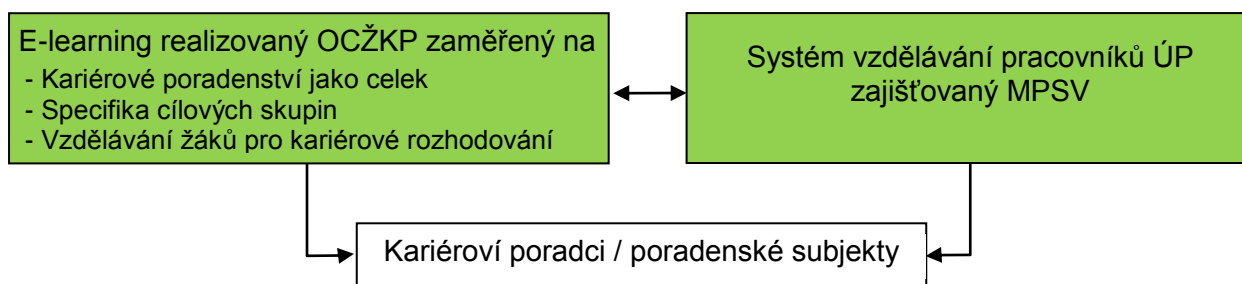 E-learning realizovaný OCŽKP zaměřený na
- Kariérové poradenství jako celek
- Specifika cílových skupin
- Vzdělávání žáků pro kariérové rozhodování
Systém vzdělávání pracovníků ÚP
zajišťovaný MPSV
Kariéroví poradci / poradenské subjekty